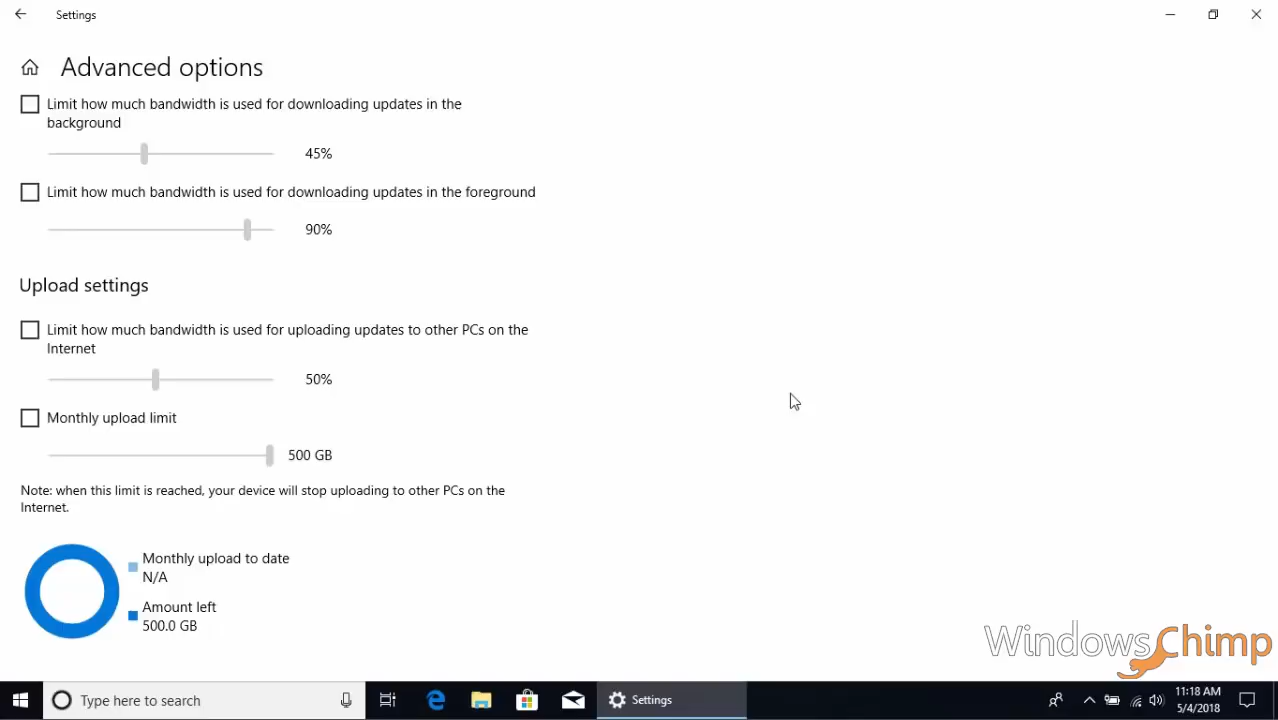 Settings
Advanced options
Limit how much bandwidth is used for downloading updates in the
background
45%
Limit how much bandwidth is used for downloading updates in the foreground
90%
Upload settings
Limit how much bandwidth is used for uploading updates to other PCs on the
Internet
50%
Monthly upload limit
500 GB
Note: when this limit is reached, your device will stop uploading to other PCs on the
Internet.
Monthly upload to date
N/A
Amount left
500.0 GB
WindowsChimp
Type here to search
Settings
11:18 AM
5/4/2018